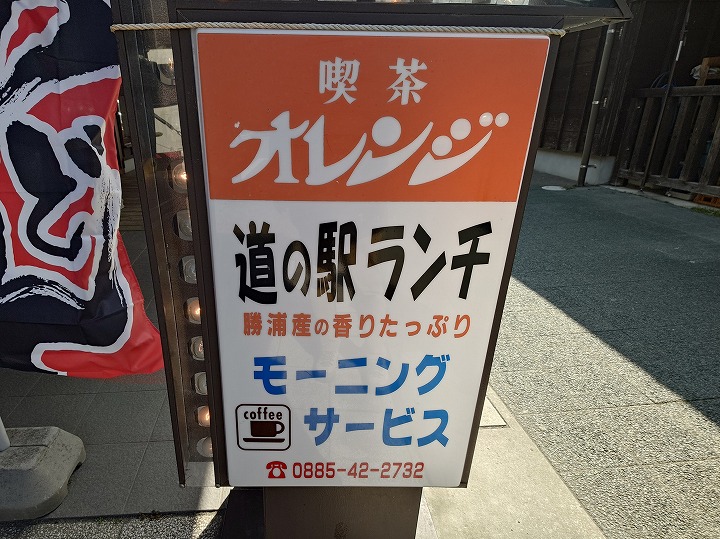 喫茶
オレンジ
道の駅ランチ
勝浦産の香りたっぷり
モーニング
coffee
サービス
☎0885-42-2732